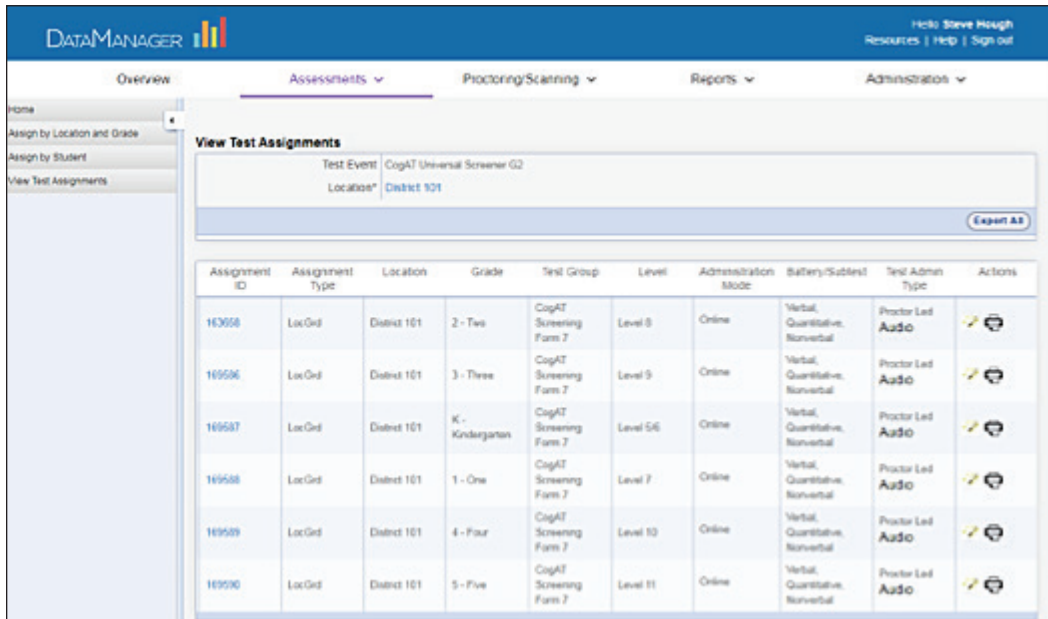 DATAMANAGER
Hello Steve Hough
Resources | Help | Sign out
Overview Assessments Proctoring/Scanning Reports Administration
Home
Assign by Location and Grade
Assign by Student
View Test Assignments
View Test Assignments
Test Event CogAT Universal Screener G2
Location* District 101
Export All
Assignment ID Assignment Type Location Grade Test Group Level Administration Mode Battery/Subtest Test Admin Type Actions
163658 LocGrd District 101 2 - Two CogAT Screening Form 7 Level 8 Online Verbal, Quantitative, Nonverbal Proctor Led Audio
169586 LocGrd District 101 3 - Three CogAT Screening Form 7 Level 9 Online Verbal, Quantitative, Nonverbal Proctor Led Audio
169587 LocGrd District 101 K - Kindergarten CogAT Screening Form 7 Level 5/6 Online Verbal, Quantitative, Nonverbal Proctor Led Audio
169588 LocGrd District 101 1 - One CogAT Screening Form 7 Level 7 Online Verbal, Quantitative, Nonverbal Proctor Led Audio
169589 LocGrd District 101 4 - Four CogAT Screening Form 7 Level 10 Online Verbal, Quantitative, Nonverbal Proctor Led Audio
169590 LocGrd District 101 5 - Five CogAT Screening Form 7 Level 11 Online Verbal, Quantitative, Nonverbal Proctor Led Audio